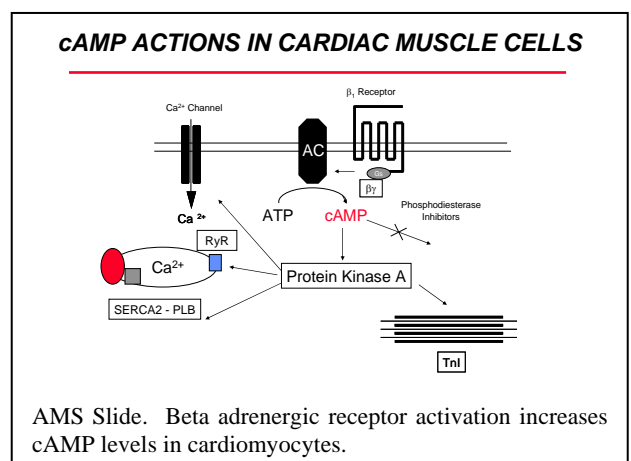 cAMP ACTIONS IN CARDIAC MUSCLE CELLS
β₁ Receptor
Ca²⁺ Channel
AC
Gs
βγ
Ca ²⁺
ATP
cAMP
Phosphodiesterase
Inhibitors
RyR
Ca²⁺
Protein Kinase A
SERCA2 - PLB
TnI
AMS Slide. Beta adrenergic receptor activation increases
cAMP levels in cardiomyocytes.